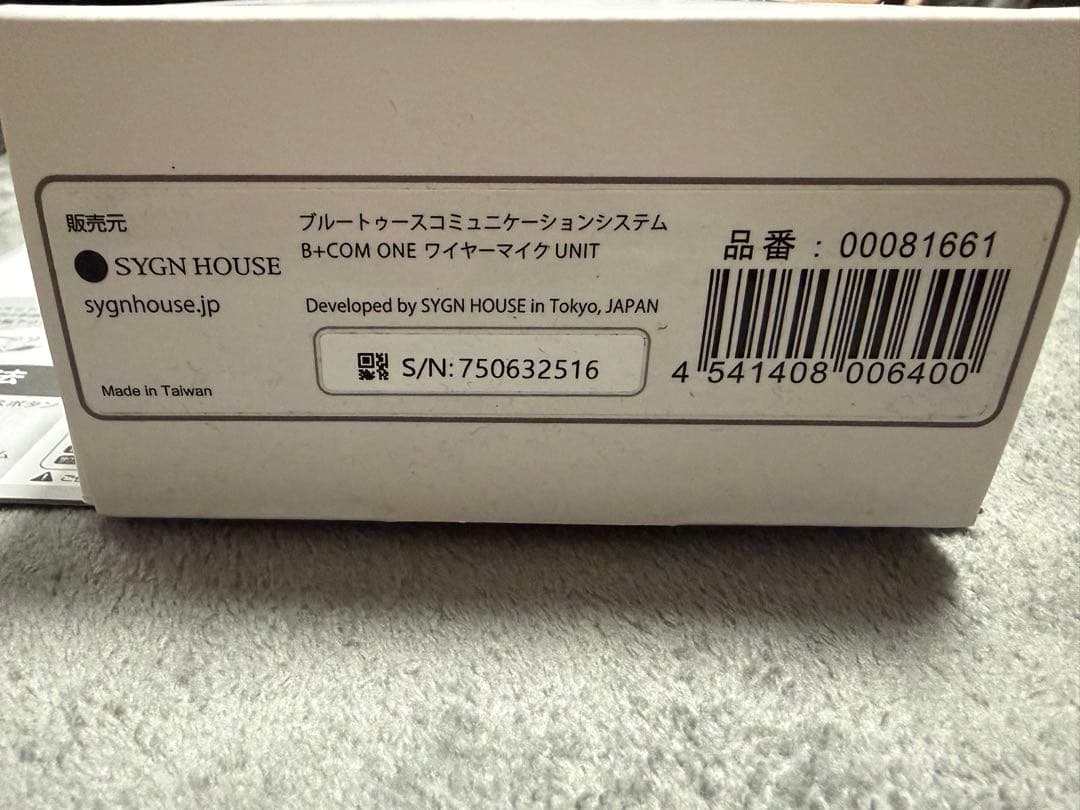 販売元
SYGN HOUSE
sygnhouse.jp
Made in Taiwan
ブルートゥースコミュニケーションシステム
B+COM ONE ワイヤーマイク UNIT
Developed by SYGN HOUSE in Tokyo, JAPAN
S/N: 750632516
品番 : 00081661
4 541408 006400
法